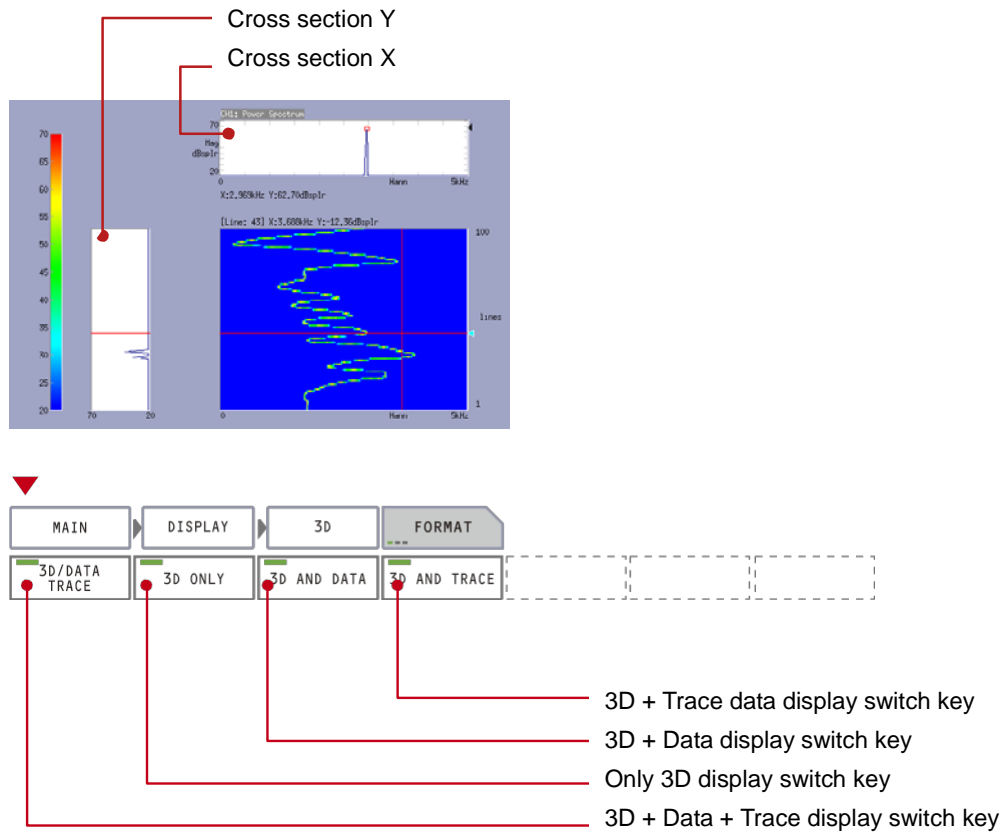 Cross section Y
Cross section X
CH1: Power Spectrum
70
Mag
dBsplr
20
0 Hann 5kHz
X:2.969kHz Y:62.70dBsplr
[Line: 43] X:3.688kHz Y:-12.36dBsplr
70
65
60
55
50
45
40
35
30
25
20
70 20
100
lines
1
0 Hann 5kHz
MAIN DISPLAY 3D FORMAT
3D/DATA
TRACE
3D ONLY
3D AND DATA
3D AND TRACE
3D + Trace data display switch key
3D + Data display switch key
Only 3D display switch key
3D + Data + Trace display switch key